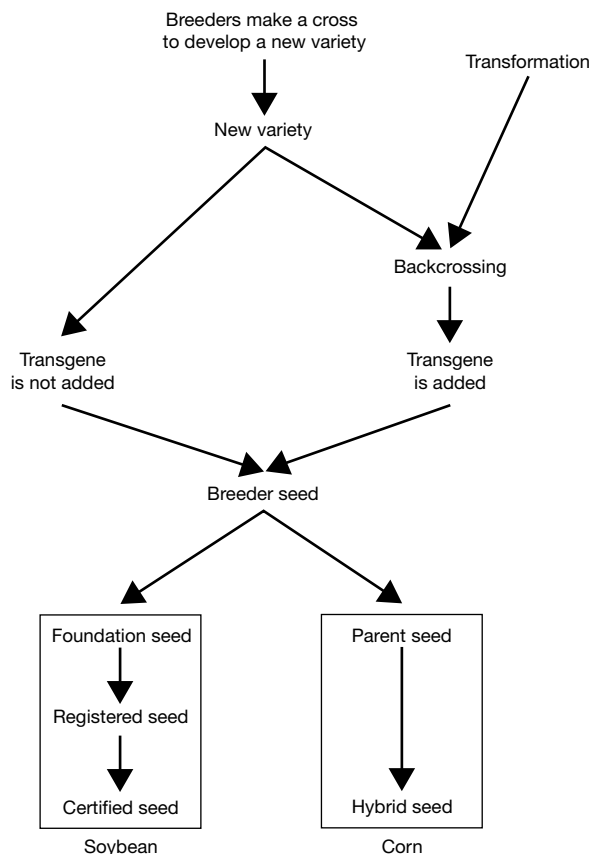 Breeders make a cross
to develop a new variety
Transformation
New variety
Backcrossing
Transgene
is not added
Transgene
is added
Breeder seed
Foundation seed
Registered seed
Certified seed
Soybean
Parent seed
Hybrid seed
Corn